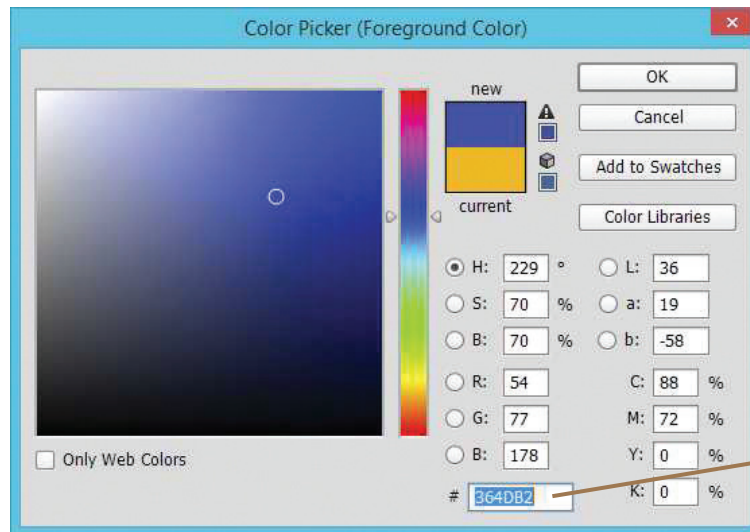 Color Picker (Foreground Color)
new
current
OK
Cancel
Add to Swatches
Color Libraries
H: 229 °
S: 70 %
B: 70 %
R: 54
G: 77
B: 178
# 364DB2
L: 36
a: 19
b: -58
C: 88 %
M: 72 %
Y: 0 %
K: 0 %
Only Web Colors